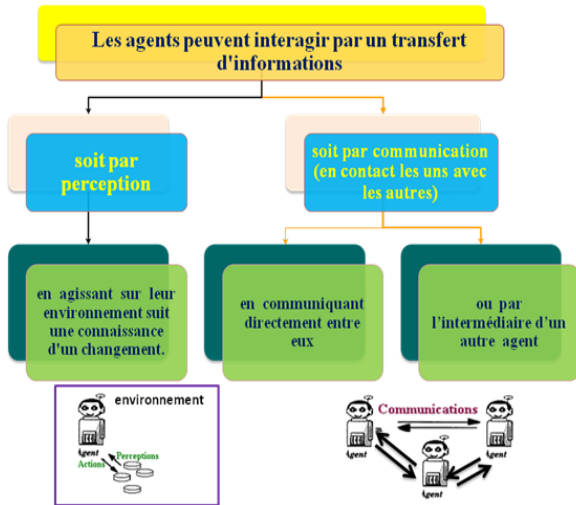 Les agents peuvent interagir par un transfert
d'informations
soit par
perception
soit par communication
(en contact les uns avec
les autres)
en agissant sur leur
environnement suit
une connaissance
d'un changement.
en communiquant
directement entre
eux
ou par
l'intermédiaire d'un
autre agent
environnement
Agent
Perceptions
Actions
Communications
Agent
Agent
Agent